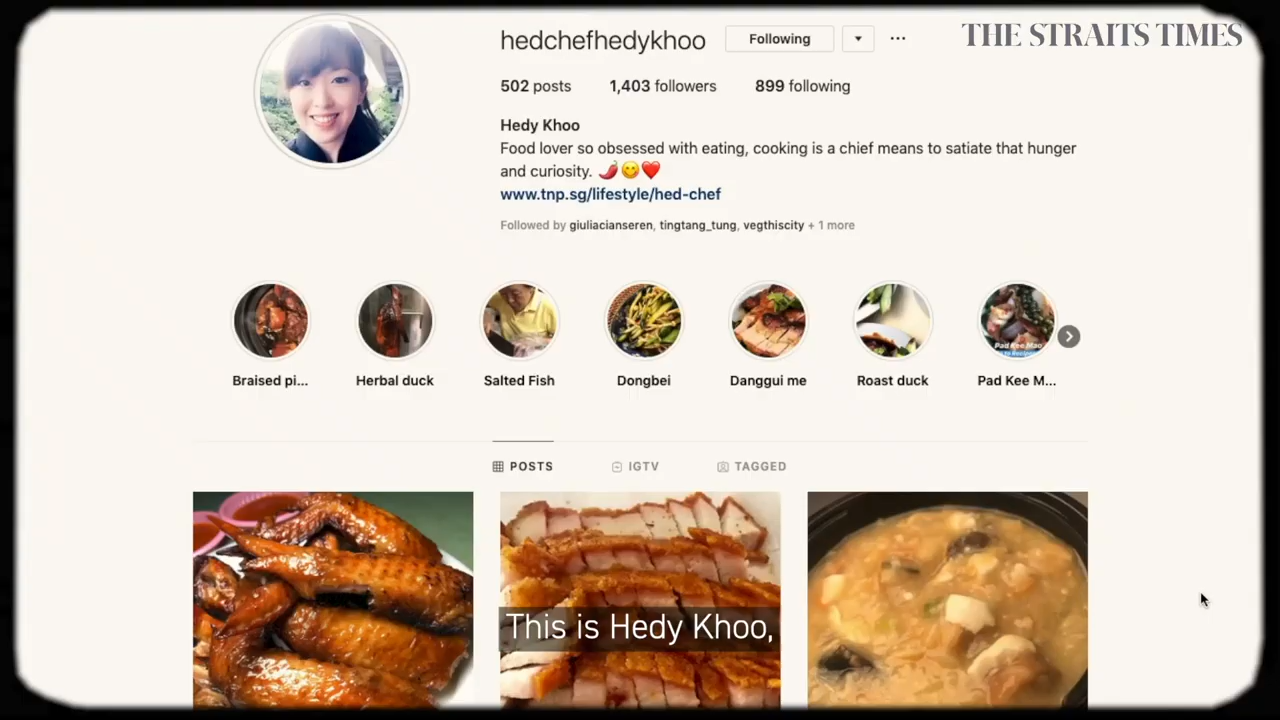 THE STRAITS TIMES
hedchefhedykhoo
Following
502 posts 1,403 followers 899 following
Hedy Khoo
Food lover so obsessed with eating, cooking is a chief means to satiate that hunger
and curiosity. 🌶️😋❤️
www.tnp.sg/lifestyle/hed-chef
Followed by giuliacianseren, tingtang_tung, vegthiscity + 1 more
Pad Kee Mao
Braised pi... Herbal duck Salted Fish Dongbei Danggui me Roast duck Pad Kee M...
POSTS IGTV TAGGED
This is Hedy Khoo,